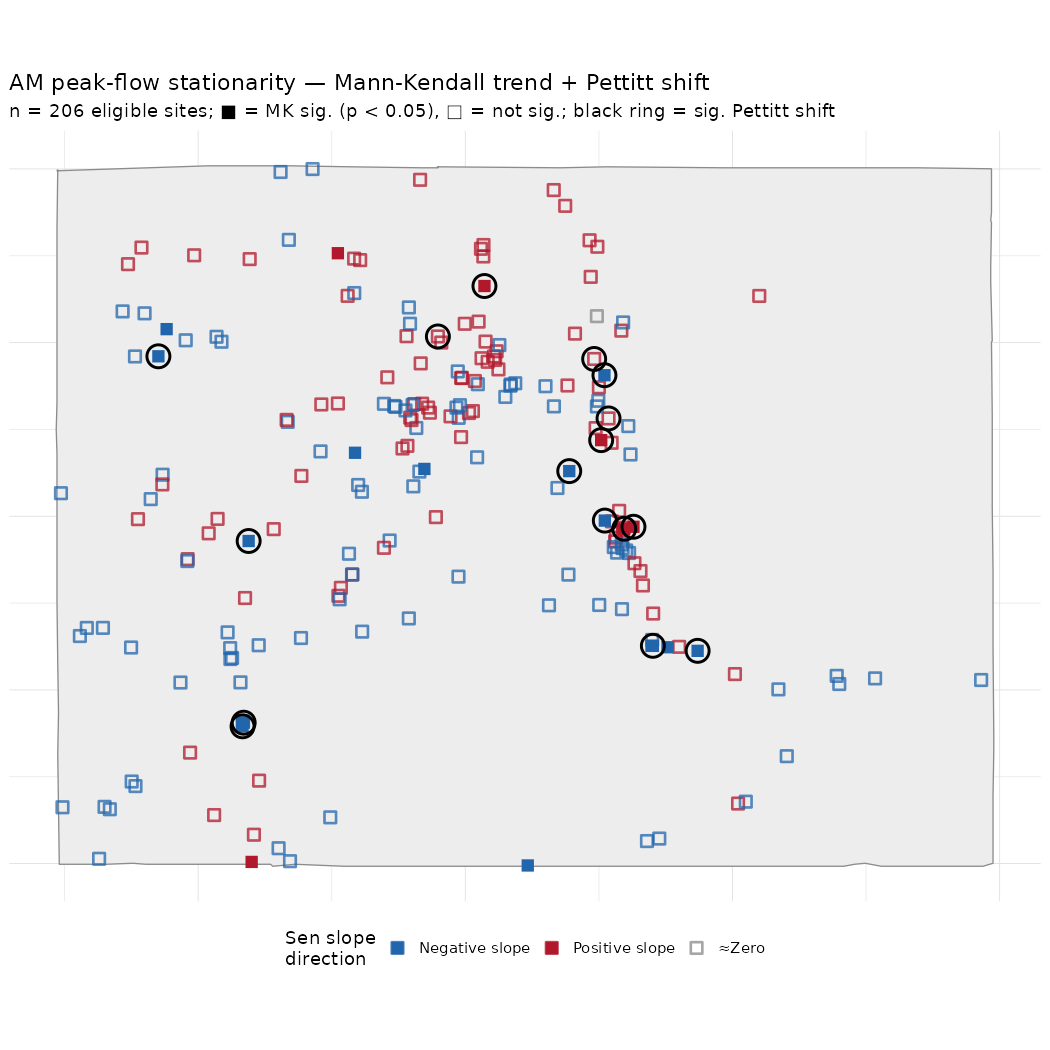 AM peak-flow stationarity — Mann-Kendall trend + Pettitt shift
n = 206 eligible sites; ■ = MK sig. (p < 0.05), □ = not sig.; black ring = sig. Pettitt shift
Sen slope
direction
Negative slope
Positive slope
≈Zero